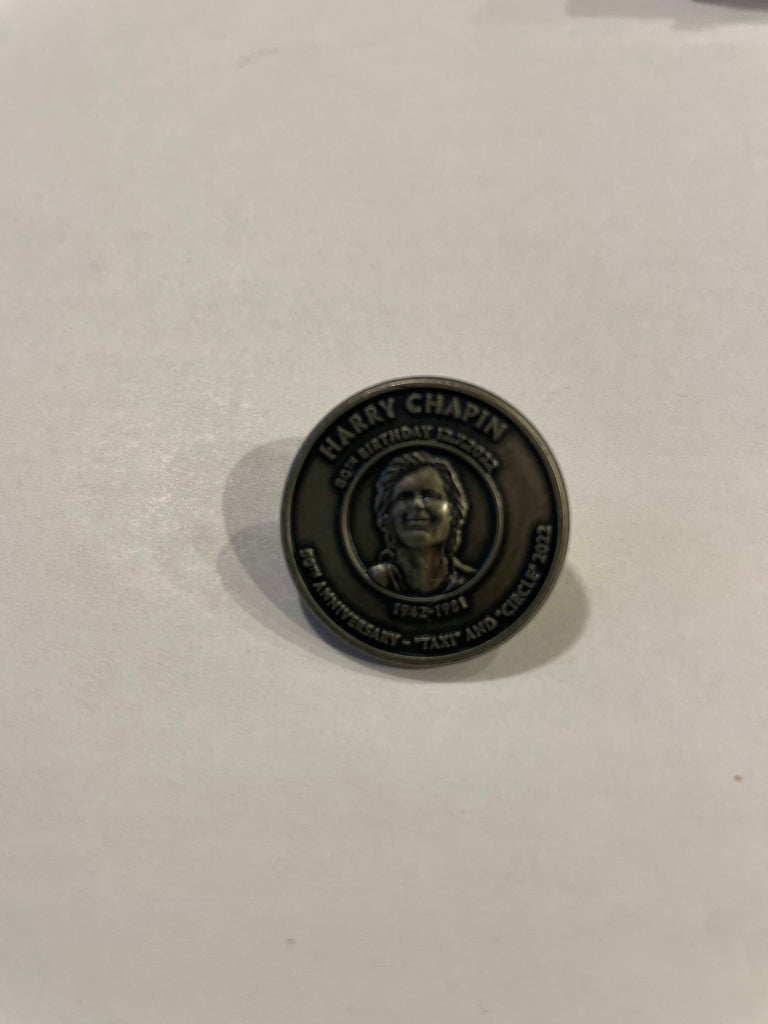 HARRY CHAPIN
80TH BIRTHDAY 12.7.2022
1942-1981
50TH ANNIVERSARY - "TAXI" AND "CIRCLE" 2022